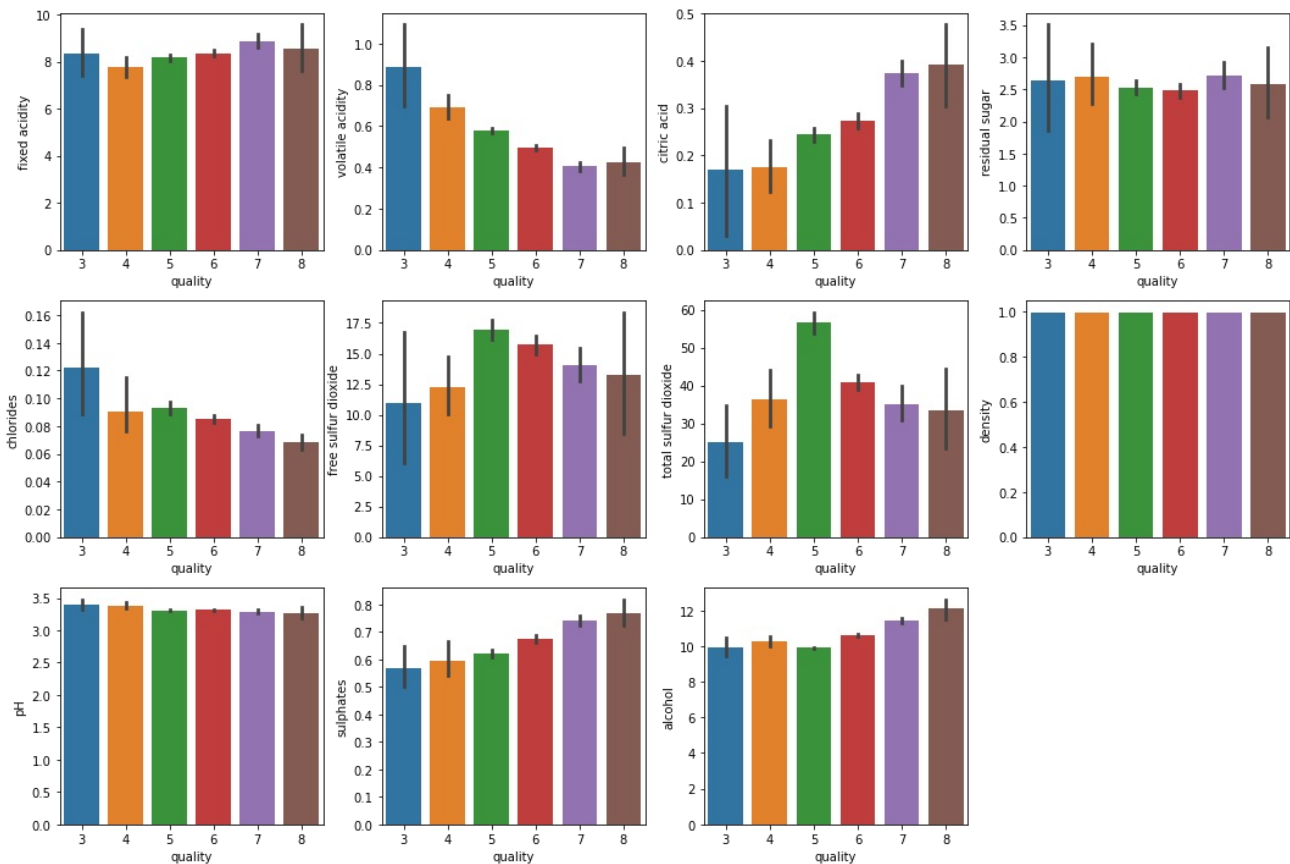 fixed acidity
10
8
6
4
2
0
3 4 5 6 7 8
quality
volatile acidity
1.0
0.8
0.6
0.4
0.2
0.0
3 4 5 6 7 8
quality
citric acid
0.5
0.4
0.3
0.2
0.1
0.0
3 4 5 6 7 8
quality
residual sugar
3.5
3.0
2.5
2.0
1.5
1.0
0.5
0.0
3 4 5 6 7 8
quality
chlorides
0.16
0.14
0.12
0.10
0.08
0.06
0.04
0.02
0.00
3 4 5 6 7 8
quality
free sulfur dioxide
17.5
15.0
12.5
10.0
7.5
5.0
2.5
0.0
3 4 5 6 7 8
quality
total sulfur dioxide
60
50
40
30
20
10
0
3 4 5 6 7 8
quality
density
1.0
0.8
0.6
0.4
0.2
0.0
3 4 5 6 7 8
quality
pH
3.5
3.0
2.5
2.0
1.5
1.0
0.5
0.0
3 4 5 6 7 8
quality
sulphates
0.8
0.7
0.6
0.5
0.4
0.3
0.2
0.1
0.0
3 4 5 6 7 8
quality
alcohol
12
10
8
6
4
2
0
3 4 5 6 7 8
quality